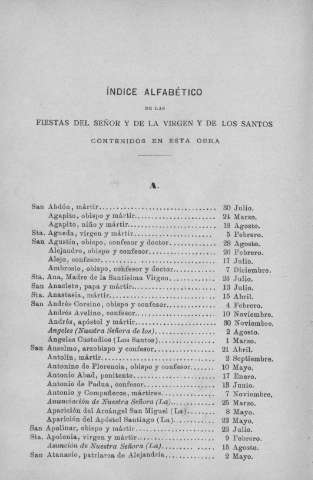 ÍNDICE ALFABÉTICO
DE LAS
FIESTAS DEL SEÑOR Y DE LA VIRGEN Y DE LOS SANTOS
CONTENIDOS EN ESTA OBRA
A.
San Abdón, mártir 30 Julio.
Agapito, obispo y mártir 24 Marzo.
Agapito, niño y mártir 18 Agosto.
Sta. Agueda, virgen y mártir 5 Febrero.
San Agustín, obispo, confesor y doctor 28 Agosto.
Alejandro, obispo y confesor 26 Febrero.
Alejo, confesor 17 Julio.
Ambrosio, obispo, confesor y doctor 7 Diciembre.
Sta. Ana, Madre de la Santísima Virgen 26 Julio.
San Anacleto, papa y mártir 13 Julio.
Sta. Anastasia, mártir 15 Abril.
San Andrés Corsino, obispo y confesor 4 Febrero.
Andrés Avelino, confesor 10 Noviembre.
Andrés, apóstol y mártir 30 Noviembre.
Angeles (Nuestra Señora de los) 2 Agosto.
Angeles Custodios (Los Santos) 1 Marzo.
San Anselmo, arzobispo y confesor 21 Abril.
Antolín, mártir 2 Septiembre.
Antonino de Florencia, obispo y confesor 10 Mayo.
Antonio Abad, penitente 17 Enero.
Antonio de Padua, confesor 13 Junio.
Antonio y Compañeros, mártires 7 Noviembre.
Anunciación de Nuestra Señora (La) 25 Marzo.
Aparición del Arcángel San Miguel (La) 8 Mayo.
Aparición del Apóstol Santiago (La) 23 Mayo.
San Apolinar, obispo y mártir 23 Julio.
Sta. Apolonia, virgen y mártir 9 Febrero.
Asunción de Nuestra Señora (La) 15 Agosto.
San Atanasio, patriarca de Alejandría 2 Mayo.